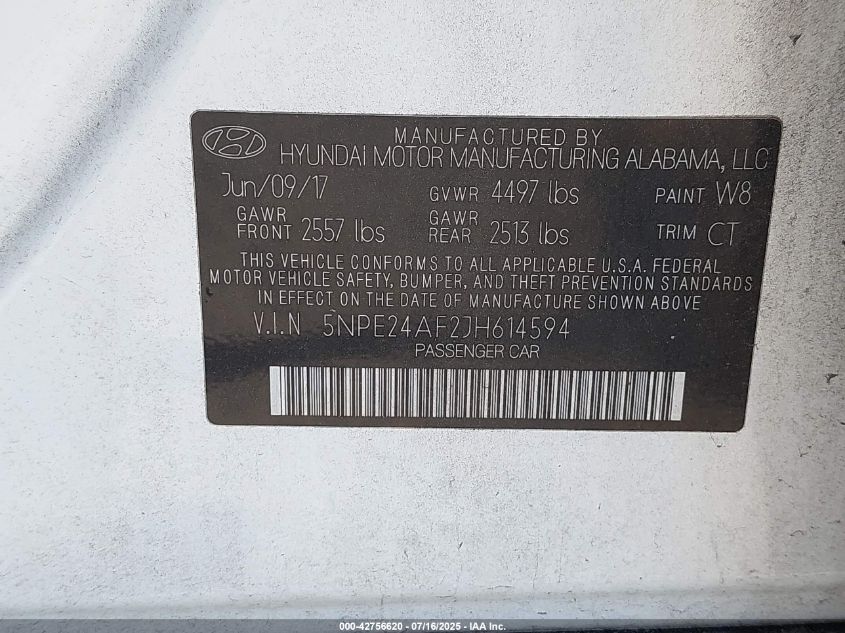 MANUFACTURED BY
HYUNDAI MOTOR MANUFACTURING ALABAMA, LLC
Jun/09/17 GVWR 4497 lbs PAINT W8
GAWR FRONT 2557 lbs GAWR REAR 2513 lbs TRIM CT
THIS VEHICLE CONFORMS TO ALL APPLICABLE U.S.A. FEDERAL
MOTOR VEHICLE SAFETY, BUMPER, AND THEFT PREVENTION STANDARDS
IN EFFECT ON THE DATE OF MANUFACTURE SHOWN ABOVE
V.I.N 5NPE24AF2JH614594
PASSENGER CAR
000-42756620 - 07/16/2025 - IAA Inc.